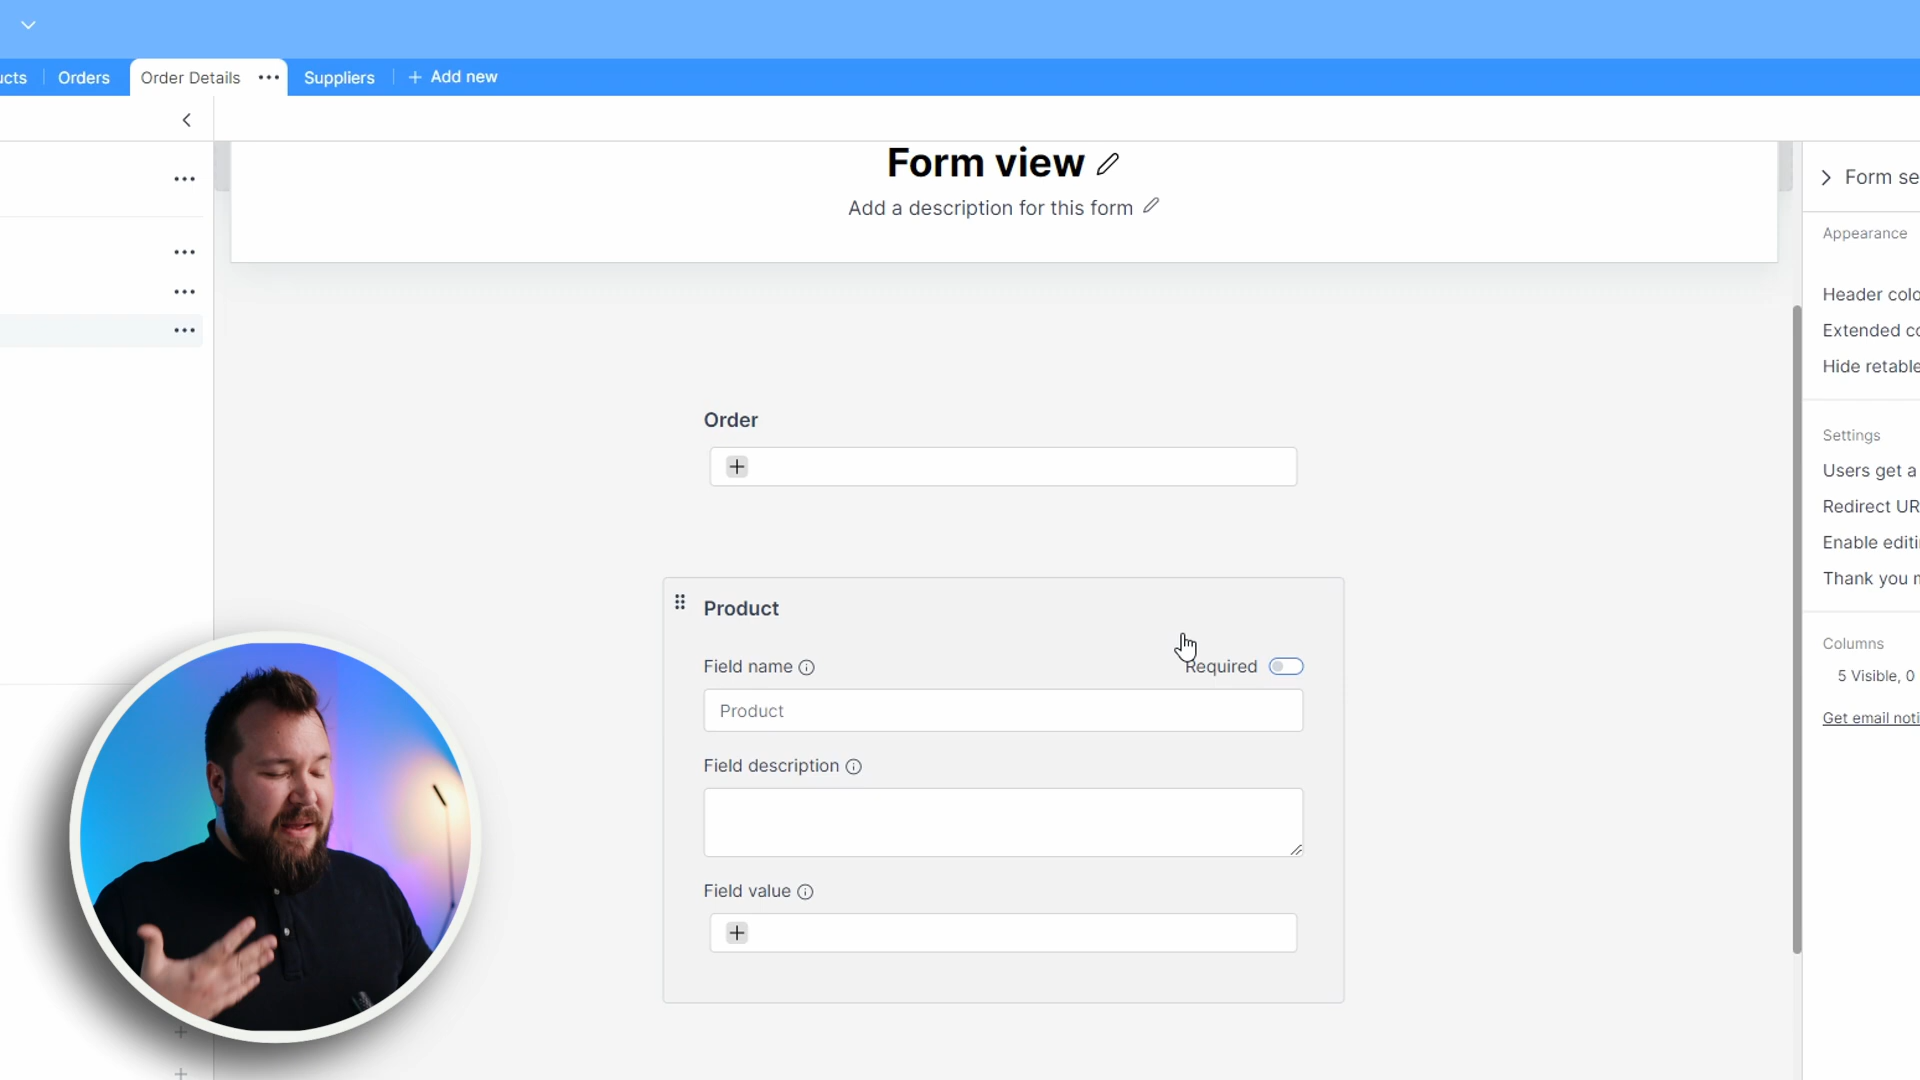 ucts
Orders
Order Details
Suppliers
Add new
Form view
Add a description for this form
Form se
Appearance
Header colo
Extended co
Hide retable
Order
Settings
Users get a
Redirect UR
Enable editi
Thank you m
Product
Field name
Required
Product
Field description
Field value
Columns
5 Visible, 0
Get email noti